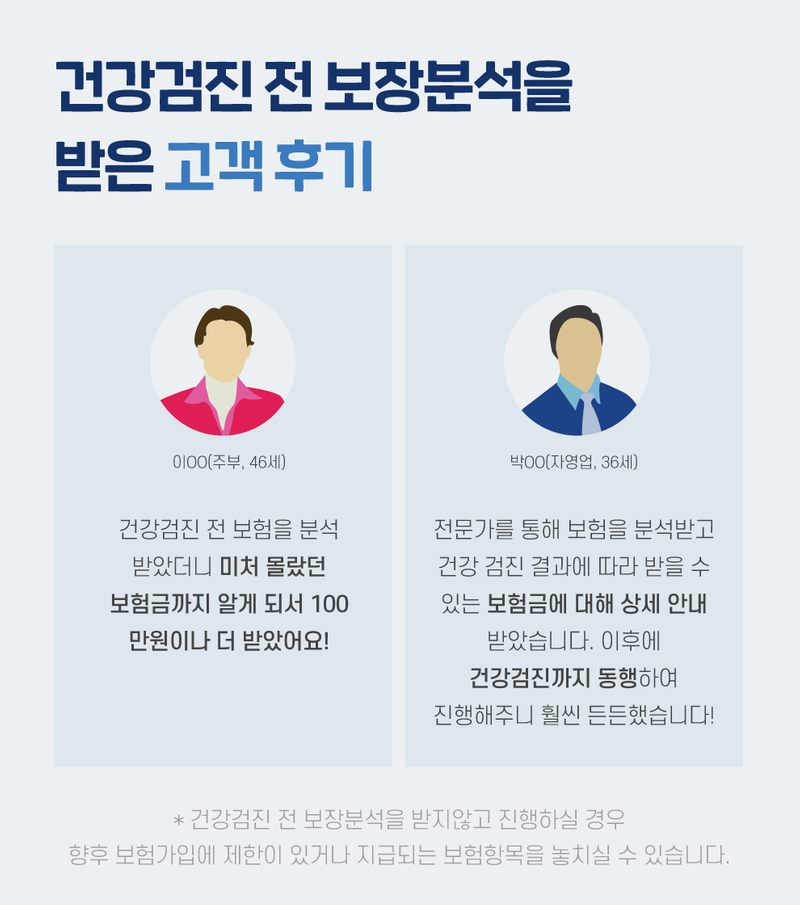 건강검진 전 보장분석을
받은 고객 후기
이OO(주부, 46세)
건강검진 전 보험을 분석
받았더니 미처 몰랐던
보험금까지 알게 되서 100
만원이나 더 받았어요!
박OO(자영업, 36세)
전문가를 통해 보험을 분석받고
건강 검진 결과에 따라 받을 수
있는 보험금에 대해 상세 안내
받았습니다. 이후에
건강검진까지 동행하여
진행해주니 훨씬 든든했습니다!
* 건강검진 전 보장분석을 받지않고 진행하실 경우
향후 보험가입에 제한이 있거나 지급되는 보험항목을 놓치실 수 있습니다.